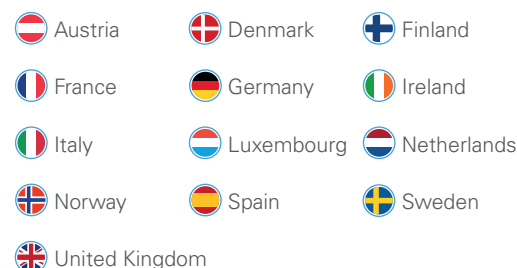 Austria Denmark Finland
France Germany Ireland
Italy Luxembourg Netherlands
Norway Spain Sweden
United Kingdom